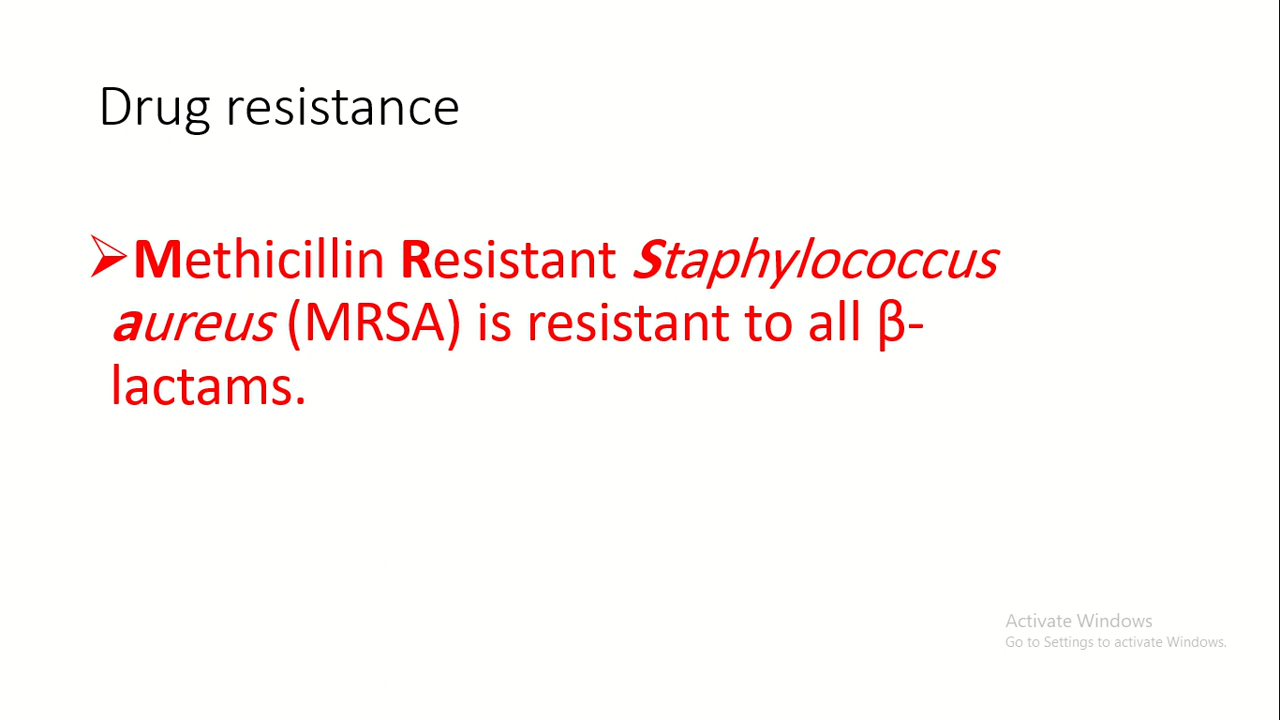 Drug resistance
➢Methicillin Resistant Staphylococcus
aureus (MRSA) is resistant to all β-
lactams.
Activate Windows
Go to Settings to activate Windows.